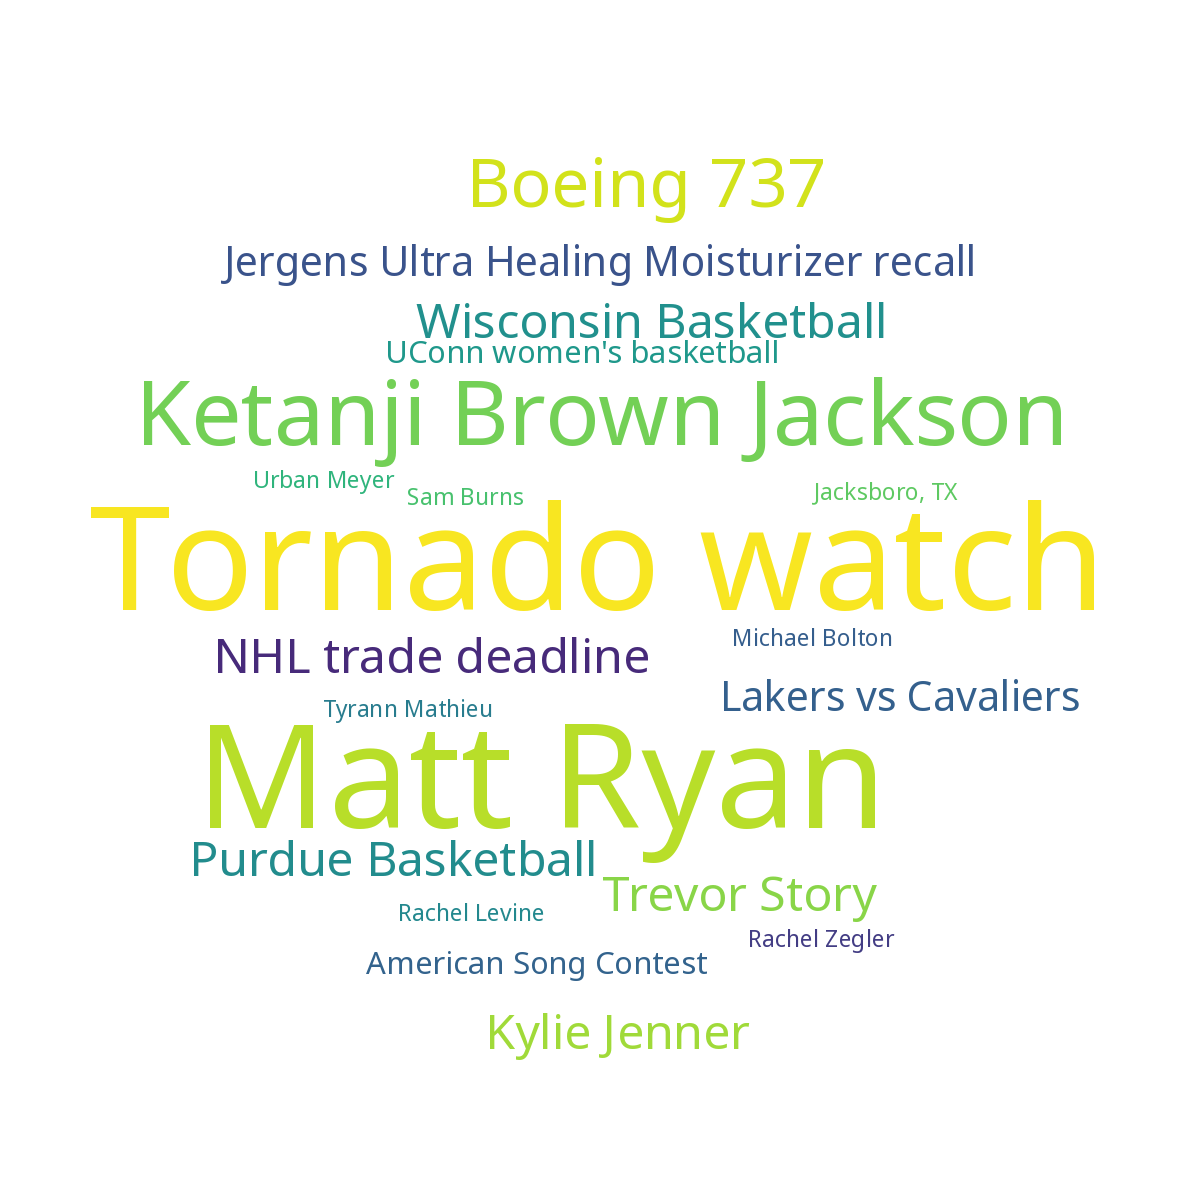 Boeing 737
Jergens Ultra Healing Moisturizer recall
Wisconsin Basketball
UConn women's basketball
Ketanji Brown Jackson
Urban Meyer
Sam Burns
Jacksboro, TX
Tornado watch
Michael Bolton
NHL trade deadline
Lakers vs Cavaliers
Tyrann Mathieu
Matt Ryan
Purdue Basketball
Trevor Story
Rachel Levine
Rachel Zegler
American Song Contest
Kylie Jenner